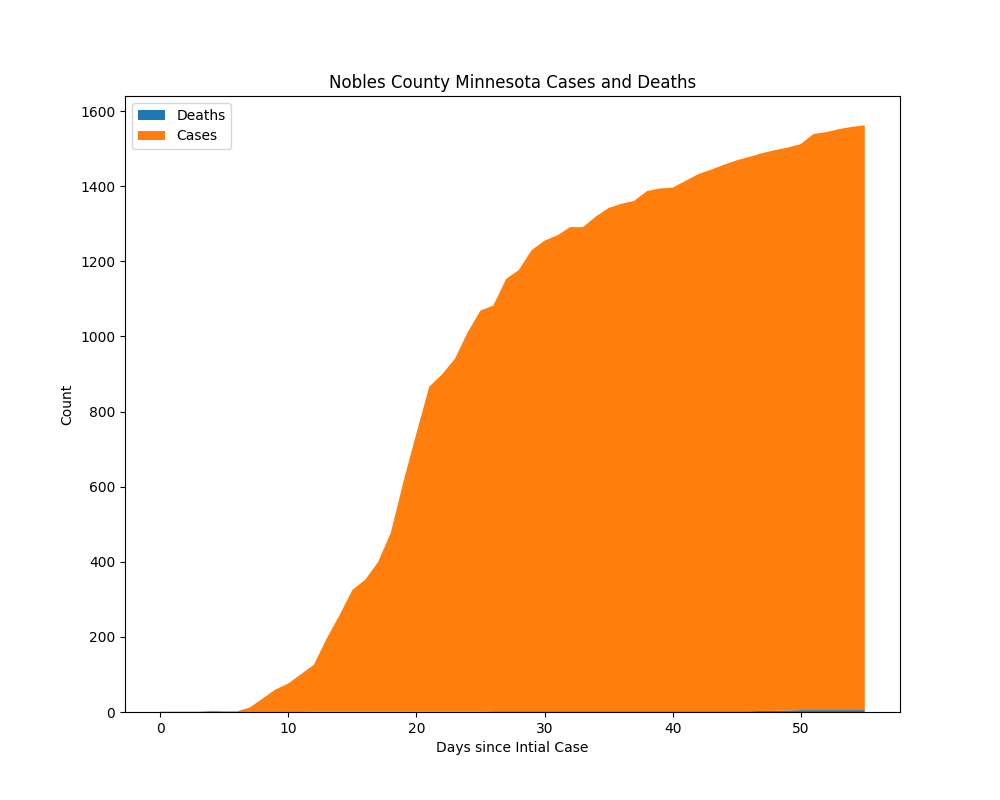 Nobles County Minnesota Cases and Deaths
Deaths
Cases
1600
1400
1200
1000
800
600
400
200
0
Count
0 10 20 30 40 50
Days since Intial Case